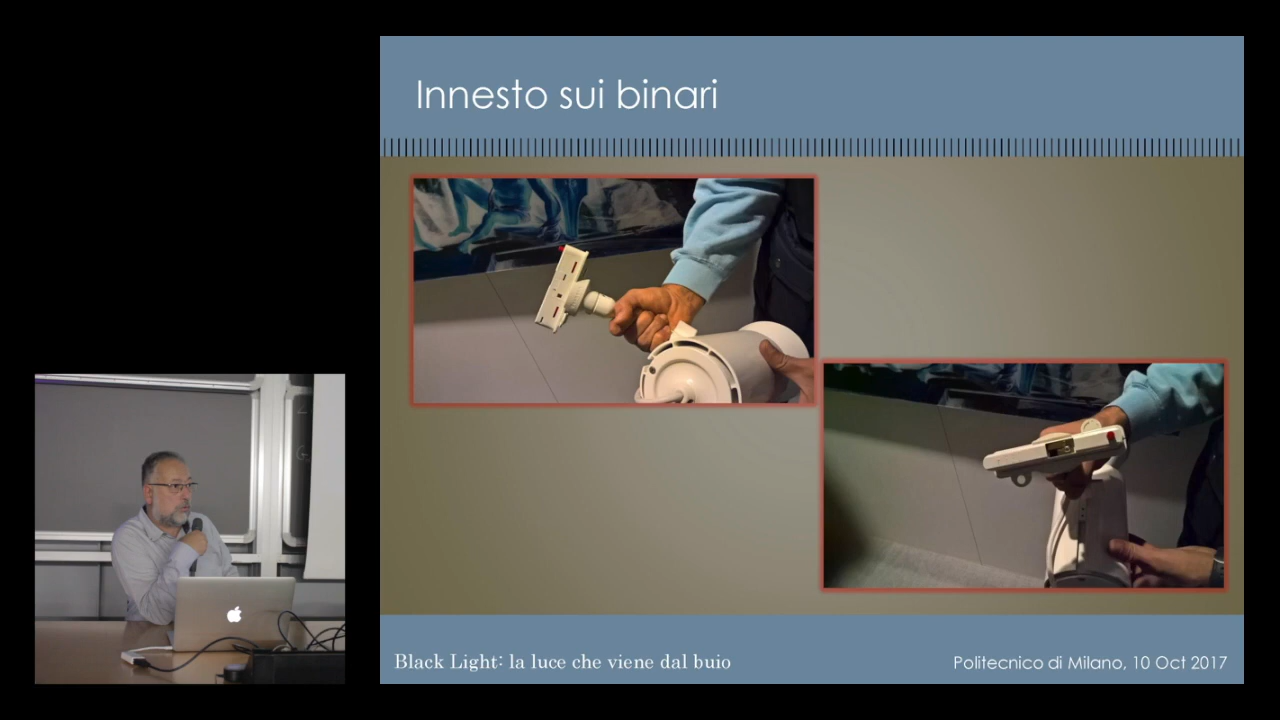 Innesto sui binari
Black Light: la luce che viene dal buio
Politecnico di Milano, 10 Oct 2017